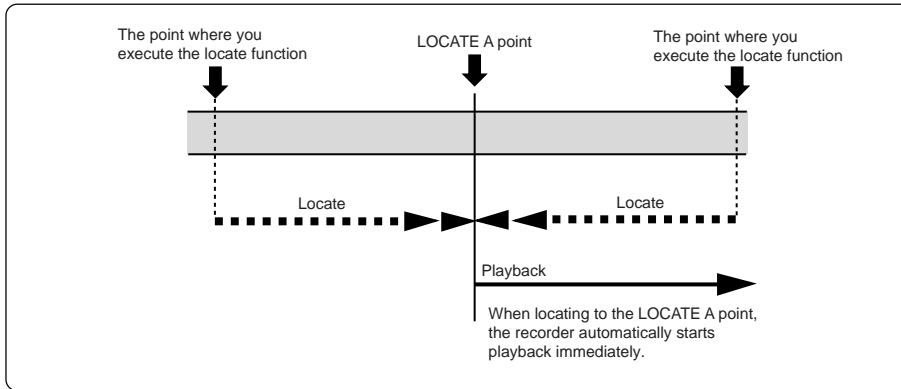 The point where you
execute the locate function
LOCATE A point
The point where you
execute the locate function
Locate
Locate
Playback
When locating to the LOCATE A point,
the recorder automatically starts
playback immediately.